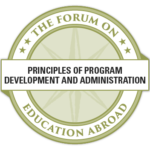 THE FORUM ON
PRINCIPLES OF PROGRAM
DEVELOPMENT AND ADMINISTRATION
EDUCATION ABROAD